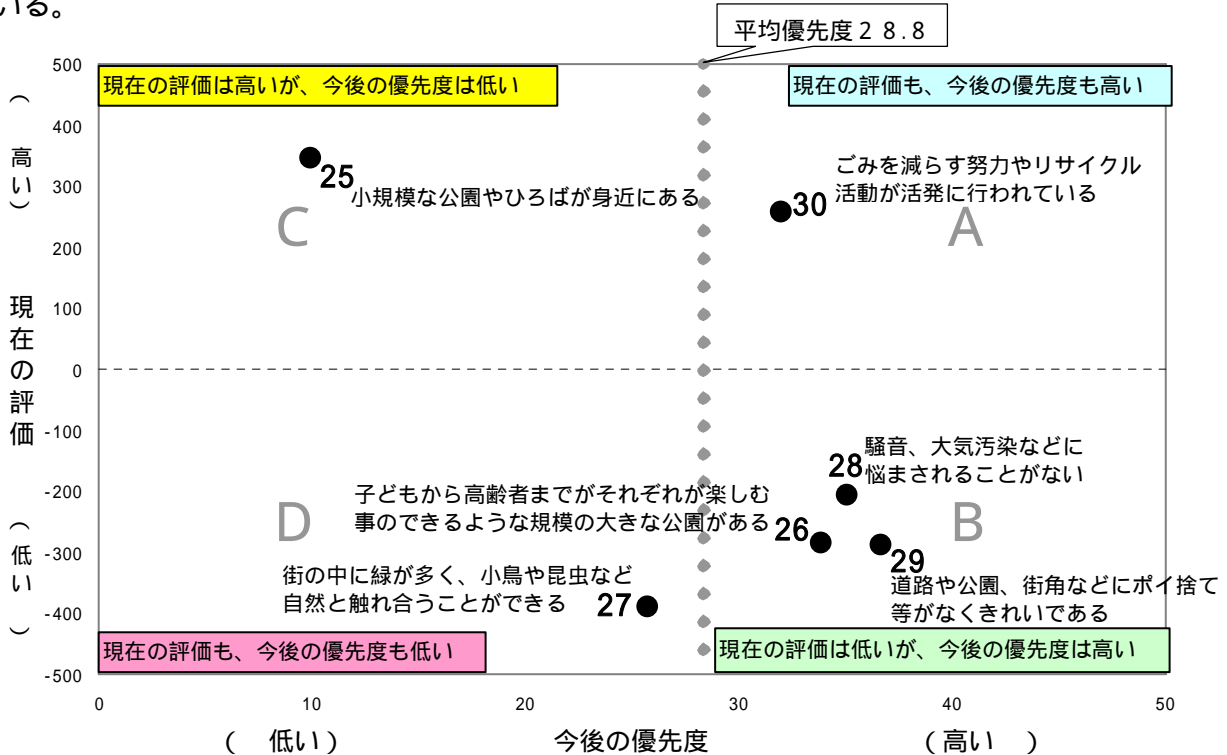 いる。
平均優先度２８.８
現在の評価は高いが、今後の優先度は低い
現在の評価も、今後の優先度も高い
500
400
300
200
100
0
-100
-200
-300
-400
-500
（ 高い） 現在の評価 （低い ）
25
小規模な公園やひろばが身近にある
C
ごみを減らす努力やリサイクル
活動が活発に行われている
30
A
騒音、大気汚染などに
悩まされることがない
28
子どもから高齢者までがそれぞれが楽しむ
事のできるような規模の大きな公園がある
26
D
B
29
道路や公園、街角などにポイ捨て
等がなくきれいである
街の中に緑が多く、小鳥や昆虫など
自然と触れ合うことができる
27
現在の評価も、今後の優先度も低い
現在の評価は低いが、今後の優先度は高い
0 10 20 30 40 50
（ 低い） 今後の優先度 （高い ）